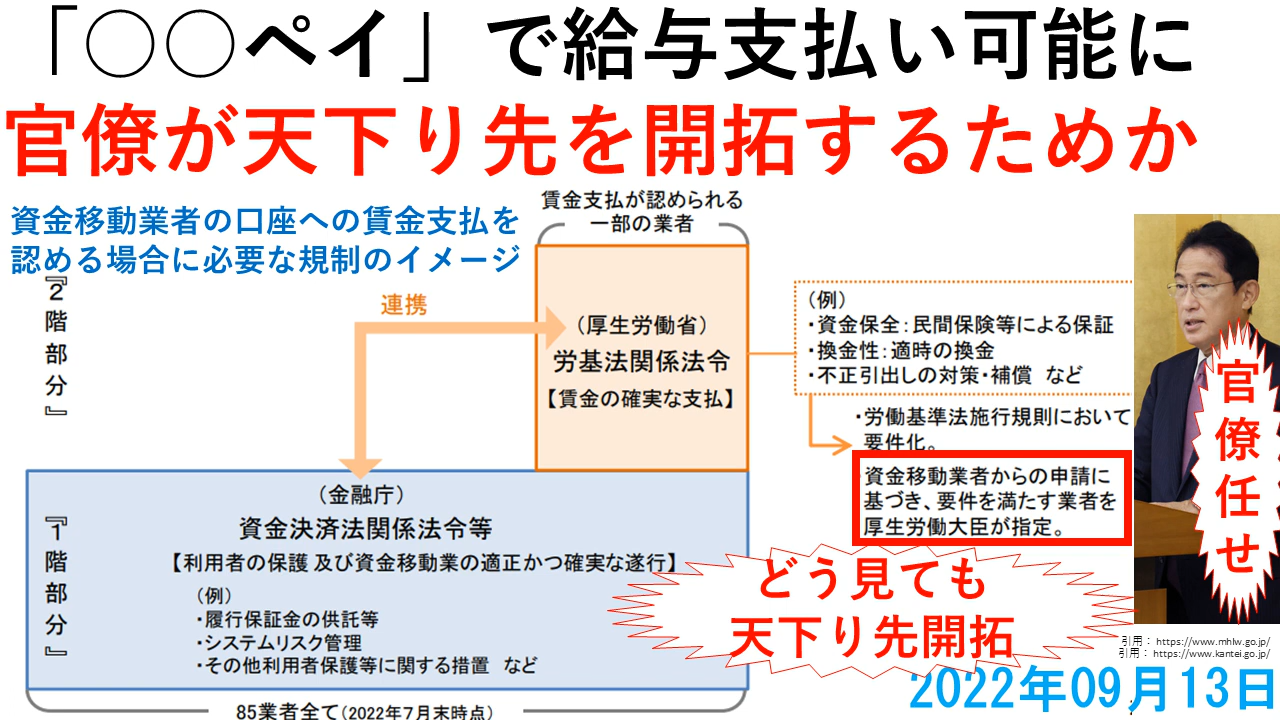 「○○ペイ」で給与支払い可能に
官僚が天下り先を開拓するためか
資金移動業者の口座への賃金支払を
認める場合に必要な規制のイメージ
賃金支払が認められる
一部の業者
『2階部分』
連携
(厚生労働省)
労基法関係法令
【賃金の確実な支払】
(例)
・資金保全:民間保険等による保証
・換金性:適時の換金
・不正引出しの対策・補償 など
・労働基準法施行規則において
要件化。
資金移動業者からの申請に
基づき、要件を満たす業者を
厚生労働大臣が指定。
官僚任せ
『1階部分』
(金融庁)
資金決済法関係法令等
【利用者の保護 及び資金移動業の適正かつ確実な遂行】
(例)
・履行保証金の供託等
・システムリスク管理
・その他利用者保護等に関する措置 など
どう見ても
天下り先開拓
引用: https://www.mhlw.go.jp/
引用: https://www.kantei.go.jp/
2022年09月13日
85業者全て(2022年7月末時点)